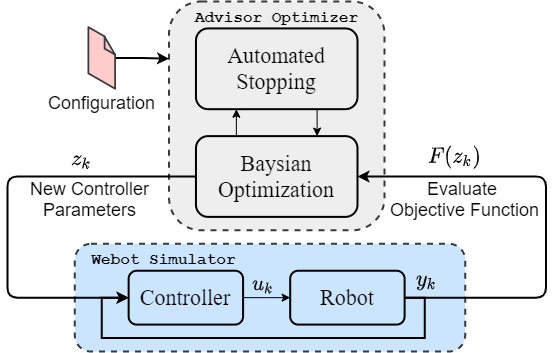 Advisor Optimizer
Automated
Stopping
Configuration
Baysian
Optimization
z_k
New Controller
Parameters
F(z_k)
Evaluate
Objective Function
Webot Simulator
Controller
u_k
Robot
y_k